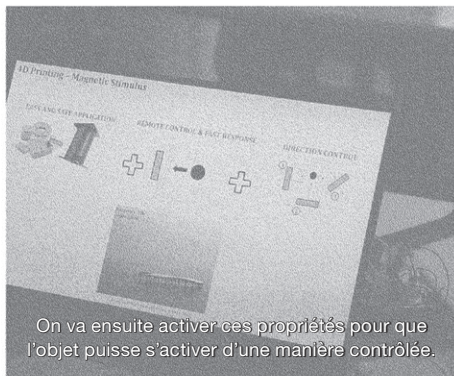 4D Printing – Magnetic Stimulus
EASY AND SAFE APPLICATION
REMOTE CONTROL & FAST RESPONSE
DIRECTION CONTROL
On va ensuite activer ces propriétés pour que
l'objet puisse s'activer d'une manière contrôlée.